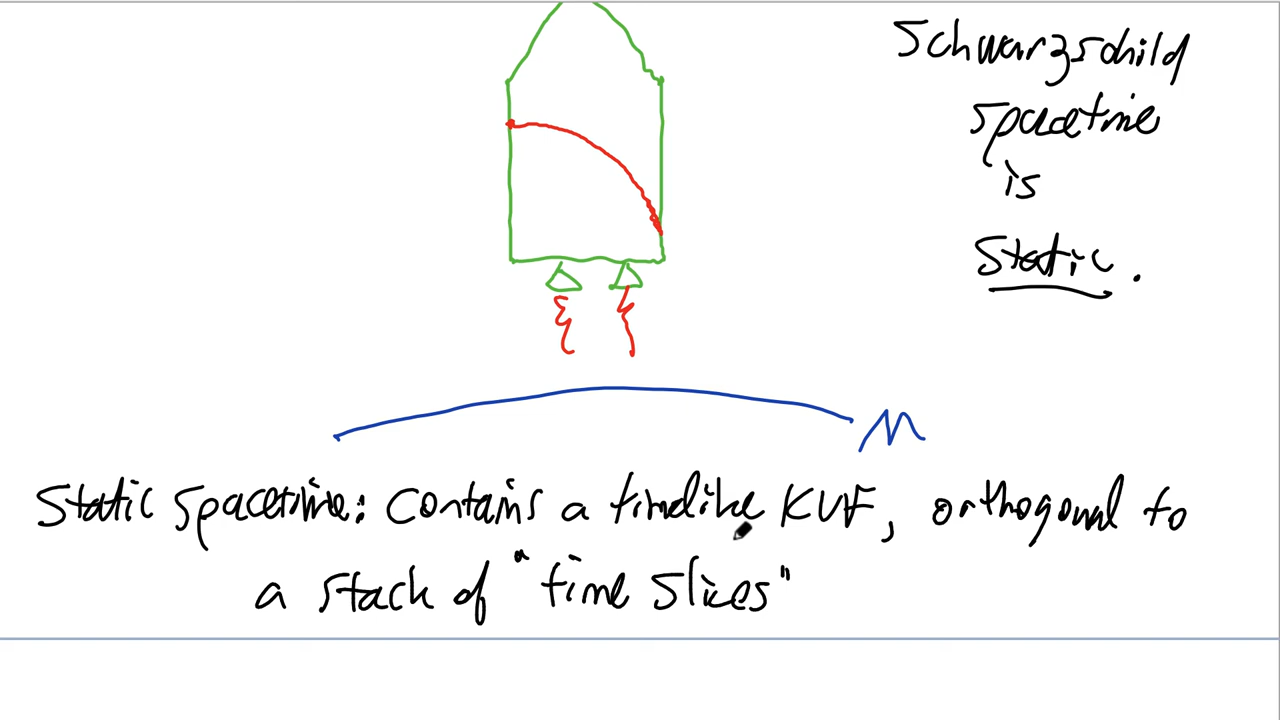 Schwarzschild
spacetime
is
static.
M
Static spacetime: contains a timelike KVF, orthogonal to
a stack of "time slices"